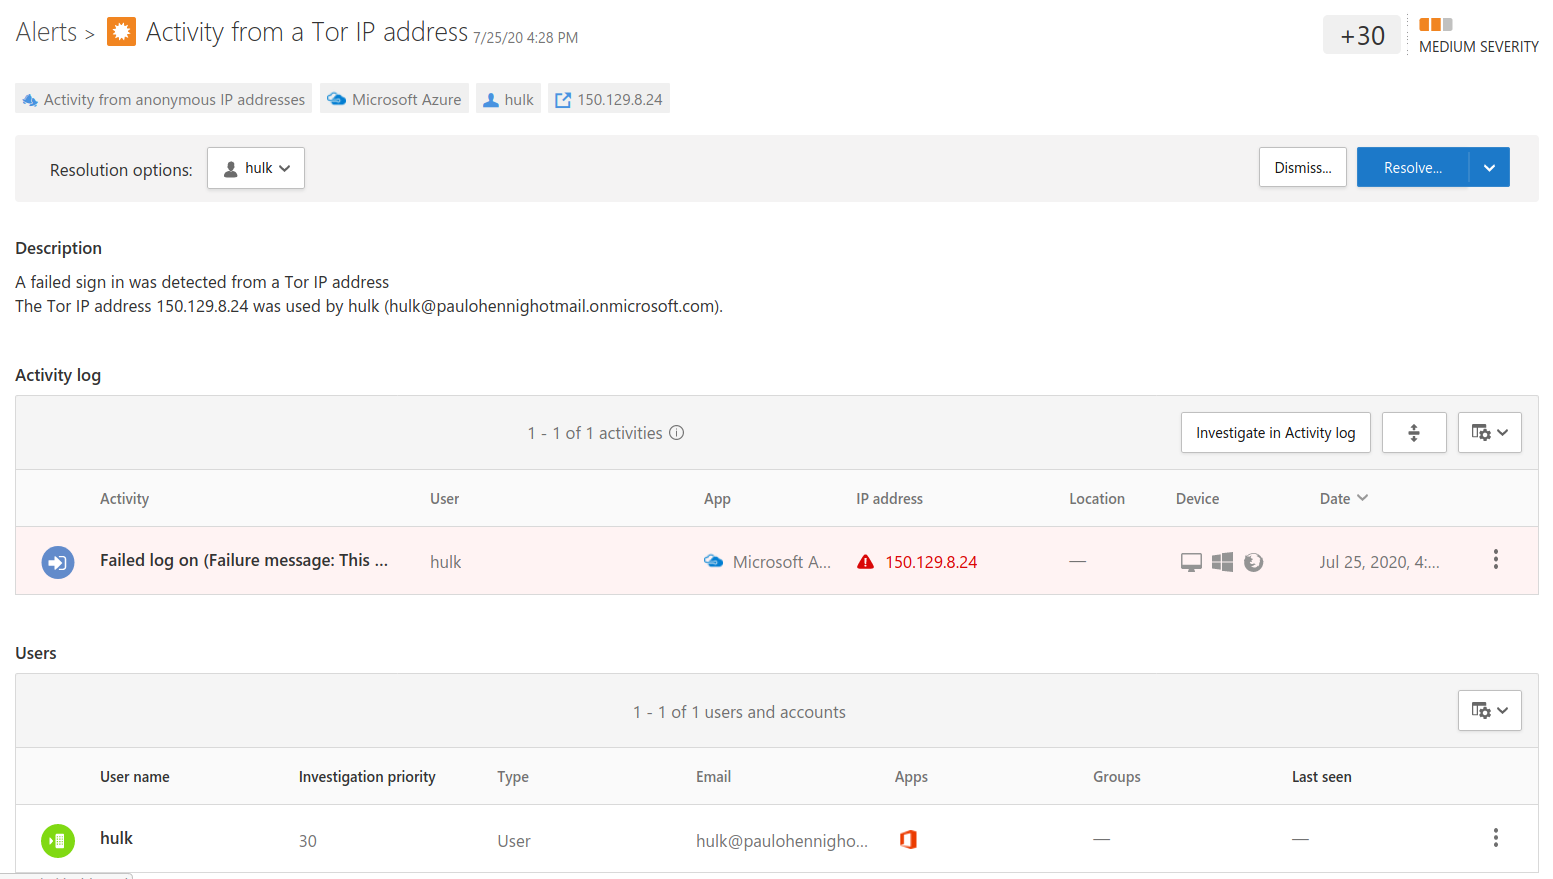 Alerts > Activity from a Tor IP address 7/25/20 4:28 PM
+30
MEDIUM SEVERITY
Activity from anonymous IP addresses Microsoft Azure hulk 150.129.8.24
Resolution options: hulk Dismiss... Resolve...
Description
A failed sign in was detected from a Tor IP address
The Tor IP address 150.129.8.24 was used by hulk (hulk@paulohennighotmail.onmicrosoft.com).
Activity log
1 - 1 of 1 activities Investigate in Activity log
Activity User App IP address Location Device Date
Failed log on (Failure message: This ... hulk Microsoft A... 150.129.8.24 — Jul 25, 2020, 4:...
Users
1 - 1 of 1 users and accounts
User name Investigation priority Type Email Apps Groups Last seen
hulk 30 User hulk@paulohennigho... — —